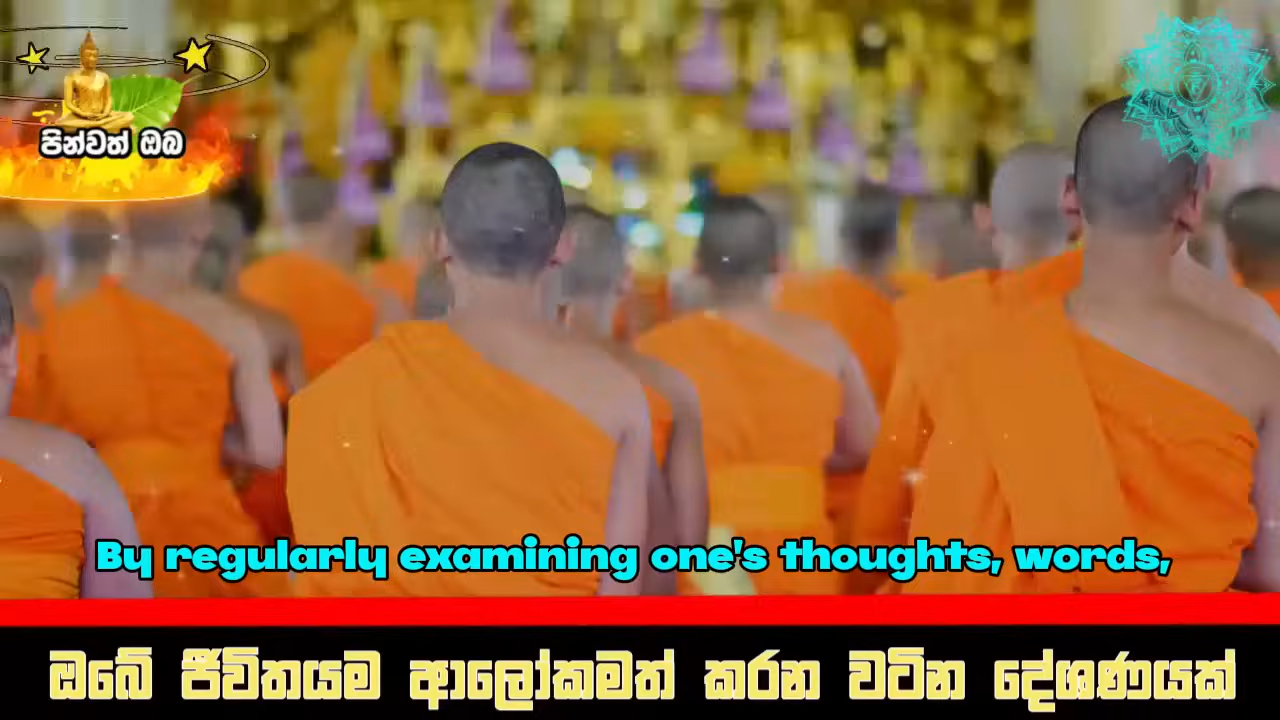 පින්වත් ඔබ
By regularly examining one's thoughts, words,
ඔබේ ජීවිතයම ආලෝකමත් කරන වටින දේශණයක්